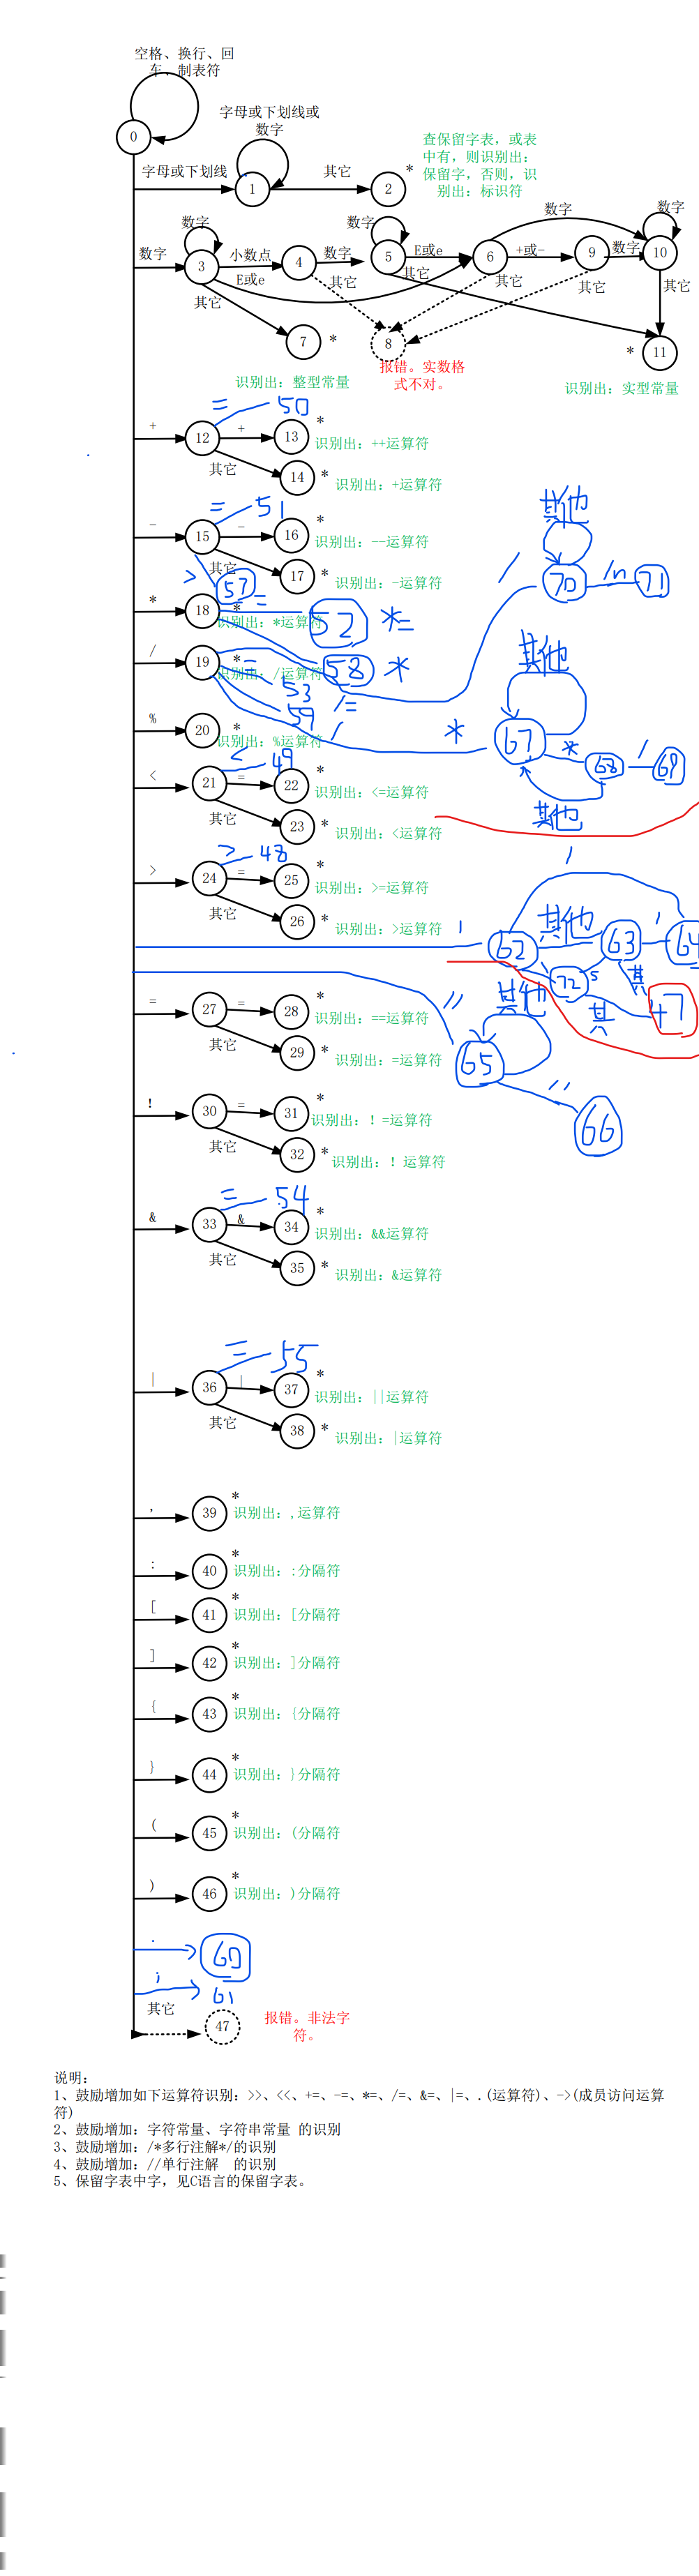 空格、换行、回
车、制表符
0
字母或下划线或
数字
字母或下划线
1
其它
2
*
查保留字表，或表
中有，则识别出：
保留字，否则，识
别出：标识符
数字
数字
3
小数点
E或e
其它
4
数字
其它
数字
5
E或e
其它
6
数字
+或-
其它
9
数字
其它
数字
10
其它
7
*
8
报错。实数格
式不对。
*
11
识别出：整型常量
识别出：实型常量
= 50
+
12
+
13
*
识别出：++运算符
其它
14
*
识别出：+运算符
= 51
-
15
-
16
*
识别出：--运算符
其它
17
*
识别出：-运算符
>
57
*
18
*
=
识别出：*运算符
52
*=
/
19
*
=
识别出：/运算符
58
*
53
/=
59
/
%
20
*
识别出：%运算符
/
其他
70
\n
71
*
其他
67
*
68
/
69
其他
< 49
<
21
=
22
*
识别出：<=运算符
其它
23
*
识别出：<运算符
> 48
>
24
=
25
*
识别出：>=运算符
其它
26
*
识别出：>运算符
'
62
其他
63
'
64
'
\
72
其
其
47
"
其他
65
"
66
=
27
=
28
*
识别出：==运算符
其它
29
*
识别出：=运算符
!
30
=
31
*
识别出：！=运算符
其它
32
*
识别出：！运算符
= 54
&
33
&
34
*
识别出：&&运算符
其它
35
*
识别出：&运算符
= 55
|
36
|
37
*
识别出：||运算符
其它
38
*
识别出：|运算符
,
39
*
识别出：,运算符
:
40
*
识别出：:分隔符
[
41
*
识别出：[分隔符
]
42
*
识别出：]分隔符
{
43
*
识别出：{分隔符
}
44
*
识别出：}分隔符
(
45
*
识别出：(分隔符
)
46
*
识别出：)分隔符
.
60
;
61
其它
47
报错。非法字
符。
说明：
1、鼓励增加如下运算符识别：>>、<<、+=、-=、*=、/=、&=、|=、.(运算符)、->(成员访问运算
符)
2、鼓励增加：字符常量、字符串常量 的识别
3、鼓励增加：/*多行注解*/的识别
4、鼓励增加：//单行注解 的识别
5、保留字表中字，见C语言的保留字表。